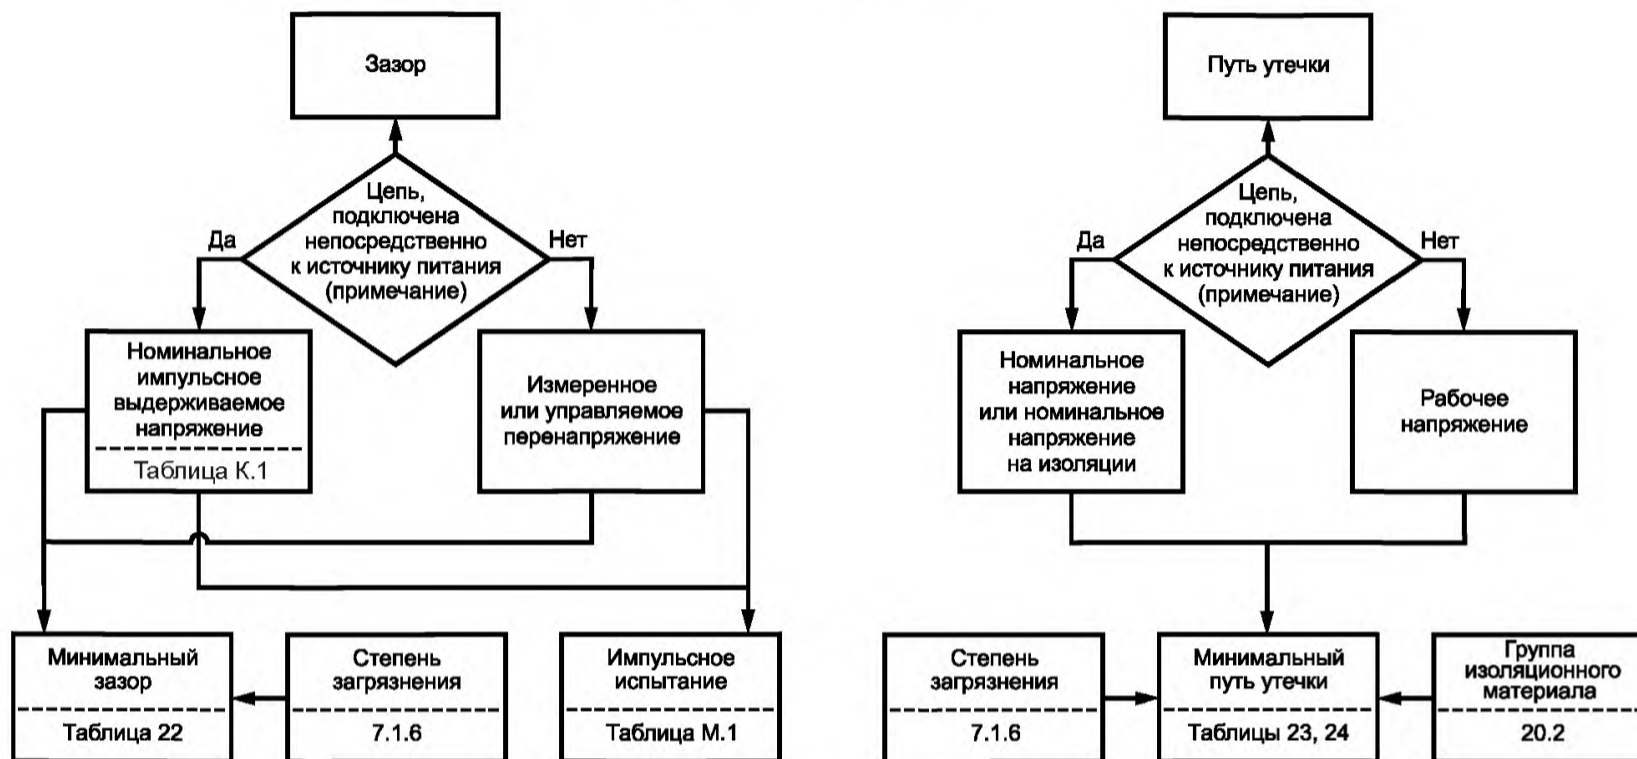 Зазор
Цепь,
подключена
непосредственно
к источнику питания
(примечание)
Да
Нет
Номинальное
импульсное
выдерживаемое
напряжение
Таблица К.1
Измеренное
или управляемое
перенапряжение
Минимальный
зазор
Таблица 22
Степень
загрязнения
7.1.6
Импульсное
испытание
Таблица М.1
Путь утечки
Цепь,
подключена
непосредственно
к источнику питания
(примечание)
Да
Нет
Номинальное
напряжение
или номинальное
напряжение
на изоляции
Рабочее
напряжение
Степень
загрязнения
7.1.6
Минимальный
путь утечки
Таблицы 23, 24
Группа
изоляционного
материала
20.2